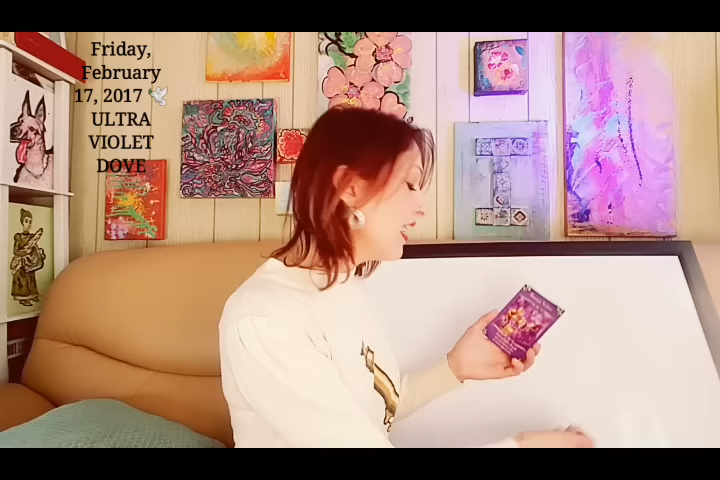 Friday,
February
17, 2017 🕊️
ULTRA
VIOLET
DOVE